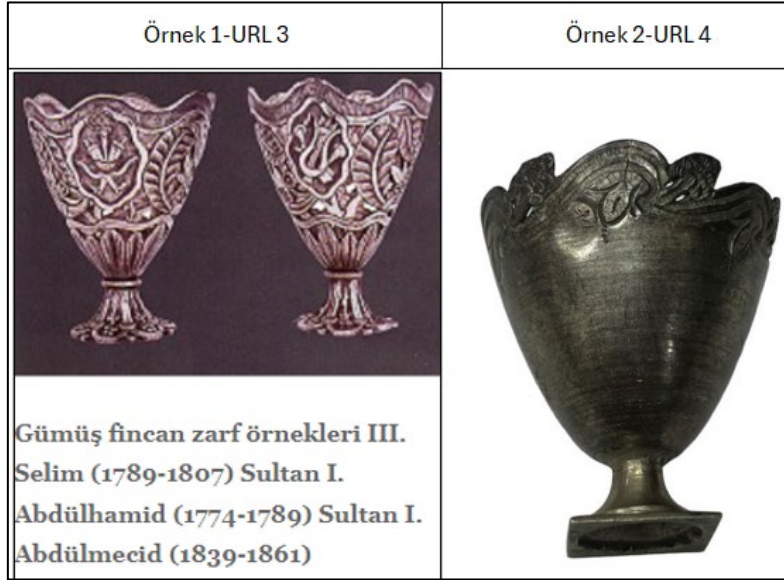 Örnek 1-URL 3
Örnek 2-URL 4
Gümüş fincan zarf örnekleri III.
Selim (1789-1807) Sultan I.
Abdülhamid (1774-1789) Sultan I.
Abdülmecid (1839-1861)